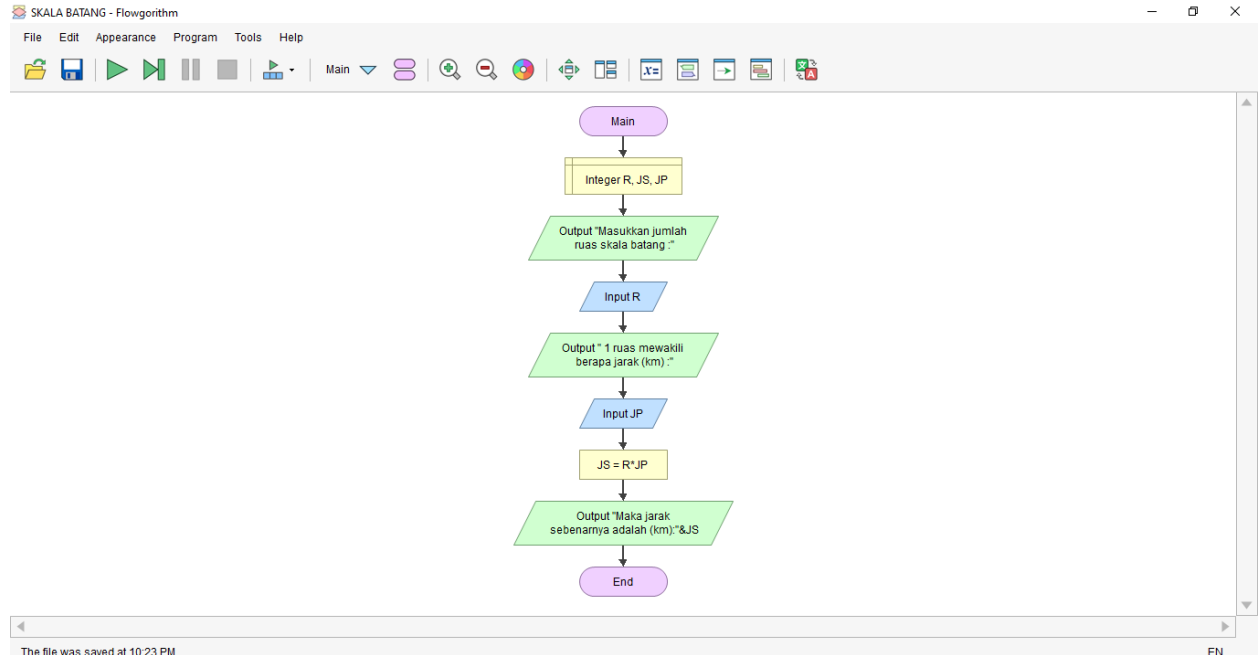 SKALA BATANG - Flowgorithm
File Edit Appearance Program Tools Help
Main
x=
Main
Integer R, JS, JP
Output "Masukkan jumlah
ruas skala batang :"
Input R
Output " 1 ruas mewakili
berapa jarak (km) :"
Input JP
JS = R*JP
Output "Maka jarak
sebenarnya adalah (km):"&JS
End
The file was saved at 10:23 PM
EN